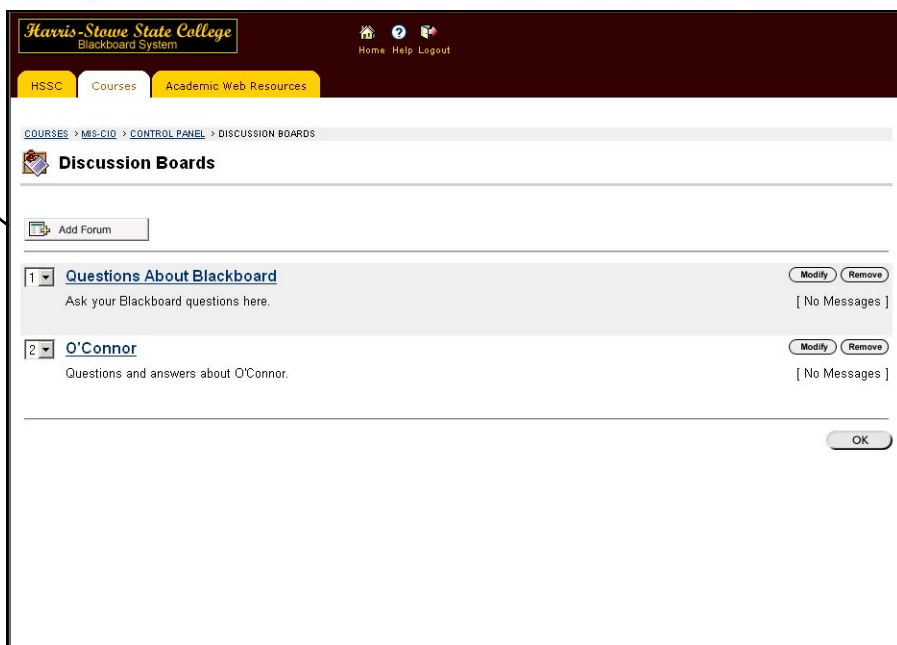 Harris-Stowe State College
Blackboard System
Home Help Logout
HSSC Courses Academic Web Resources
COURSES > MIS-CIO > CONTROL PANEL > DISCUSSION BOARDS
Discussion Boards
Add Forum
1 Questions About Blackboard Modify Remove
Ask your Blackboard questions here. [ No Messages ]
2 O'Connor Modify Remove
Questions and answers about O'Connor. [ No Messages ]
OK